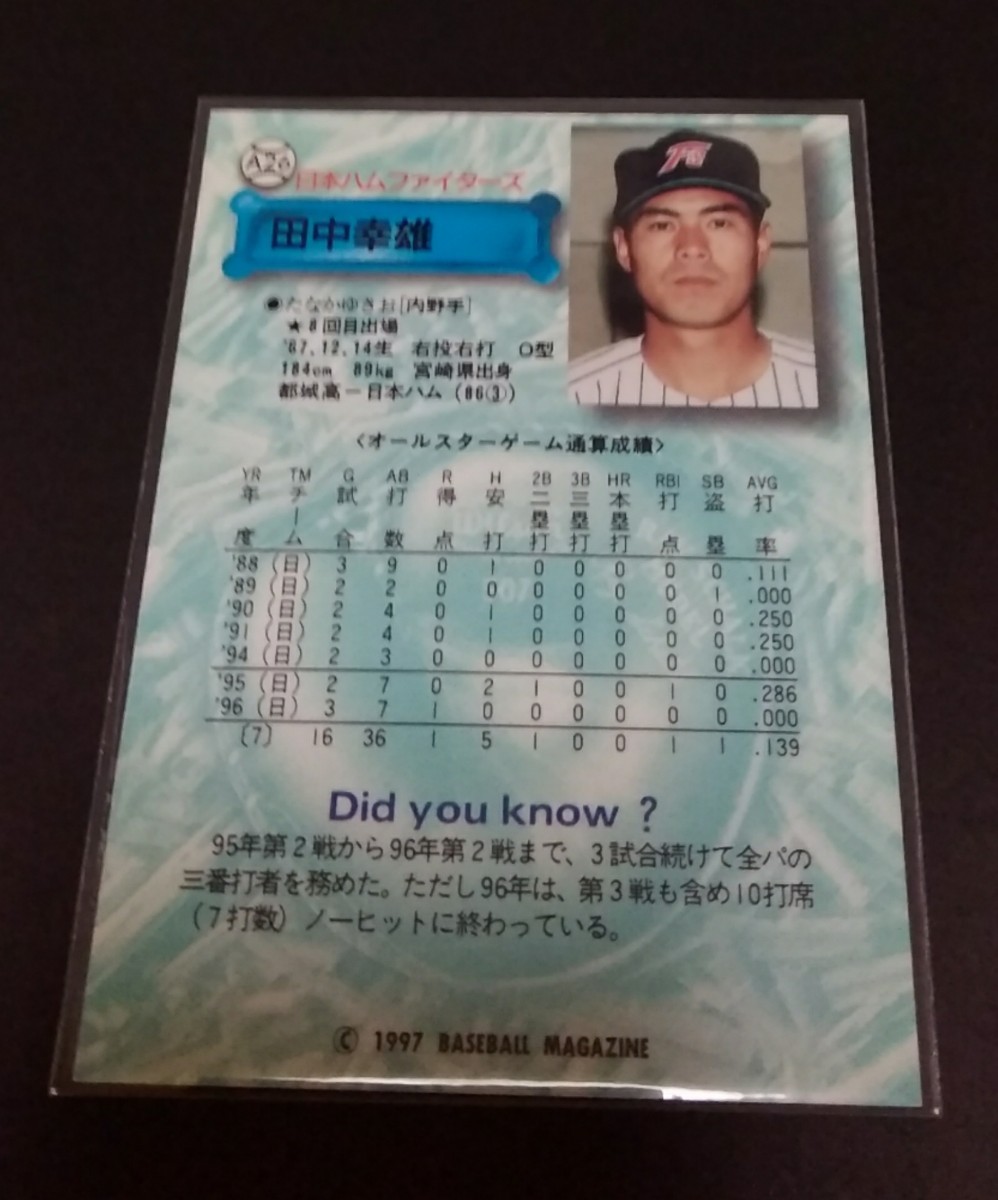 A26
日本ハムファイターズ
田中幸雄
●たなかゆきお[内野手]
★8回目出場
'67.12.14生 右投右打 O型
184cm 89kg 宮崎県出身
都城高－日本ハム (86③)
〈オールスターゲーム通算成績〉
YR TM G AB R H 2B 3B HR RBI SB AVG
年度 チーム 試合 打数 得点 安打 二塁打 三塁打 本塁打 打点 盗塁 打率
'88 (日) 3 9 0 1 0 0 0 0 0 .111
'89 (日) 2 2 0 0 0 0 0 0 1 .000
'90 (日) 2 4 0 1 0 0 0 0 0 .250
'91 (日) 2 4 0 1 0 0 0 0 0 .250
'94 (日) 2 3 0 0 0 0 0 0 0 .000
'95 (日) 2 7 0 2 1 0 0 1 0 .286
'96 (日) 3 7 1 0 0 0 0 0 0 .000
〔7〕 16 36 1 5 1 0 0 1 1 .139
Did you know ?
95年第2戦から96年第2戦まで、3試合続けて全パの
三番打者を務めた。ただし96年は、第3戦も含め10打席
(7打数) ノーヒットに終わっている。
© 1997 BASEBALL MAGAZINE